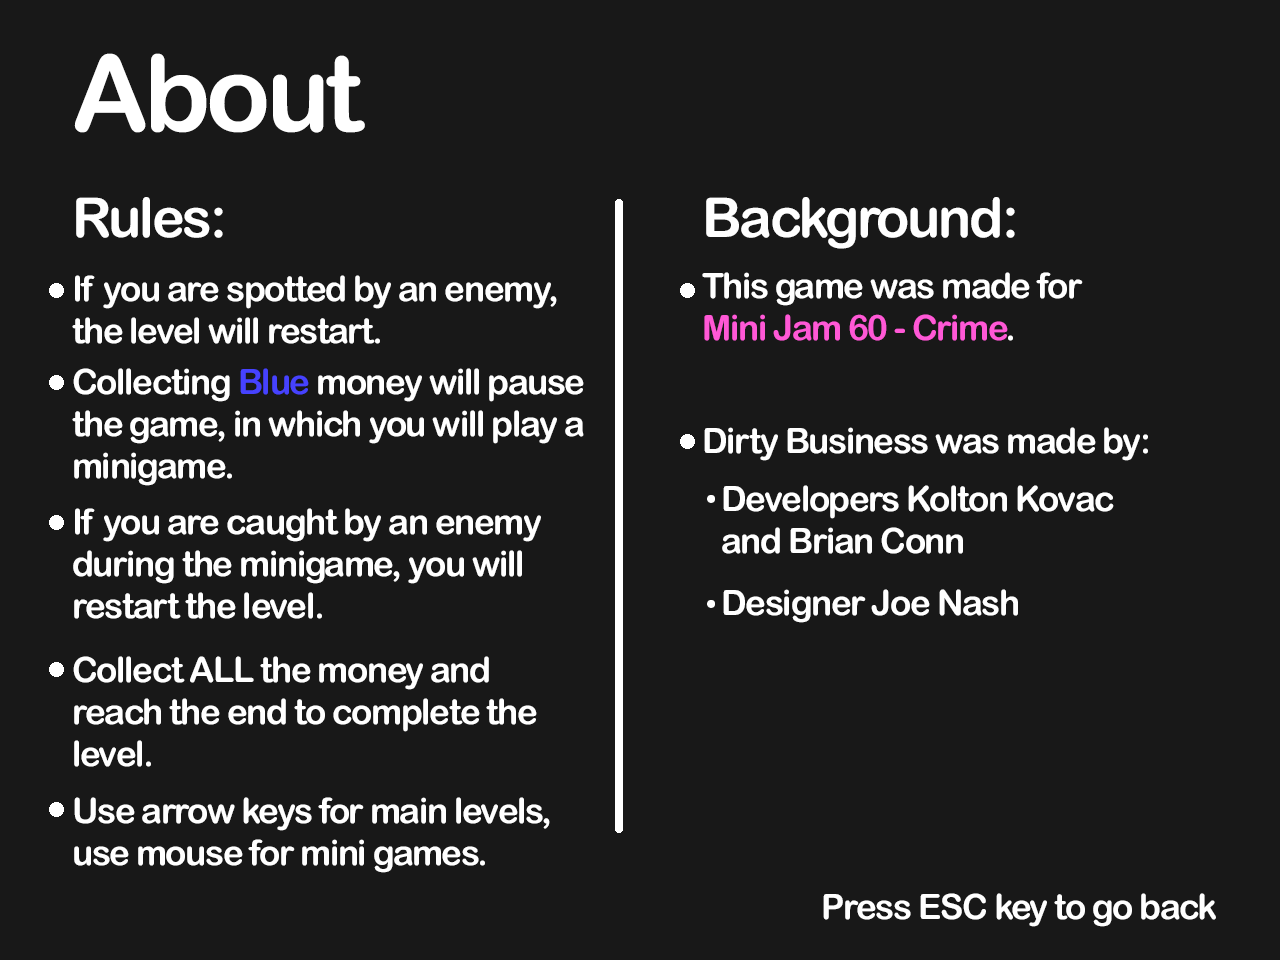 About
Rules:
If you are spotted by an enemy,
the level will restart.
Collecting Blue money will pause
the game, in which you will play a
minigame.
If you are caught by an enemy
during the minigame, you will
restart the level.
Collect ALL the money and
reach the end to complete the
level.
Use arrow keys for main levels,
use mouse for mini games.
Background:
This game was made for
Mini Jam 60 - Crime.
Dirty Business was made by:
Developers Kolton Kovac
and Brian Conn
Designer Joe Nash
Press ESC key to go back